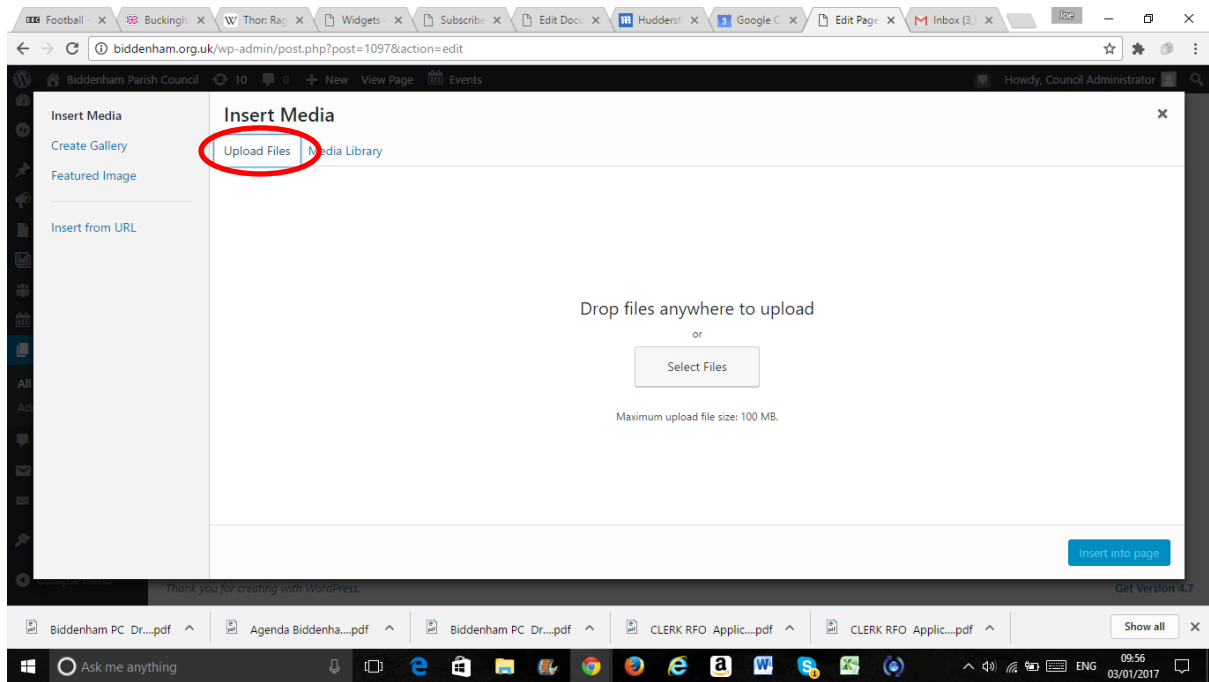 Football - Buckingh Thor: Rag Widgets - Subscribe Edit Docu Huddersf Google C Edit Page Inbox (3, Joe
biddenham.org.uk/wp-admin/post.php?post=1097&action=edit
Biddenham Parish Council 10 0 + New View Page Events Howdy, Council Administrator
Insert Media
Create Gallery
Featured Image
Insert from URL
Insert Media
Upload Files Media Library
Drop files anywhere to upload
or
Select Files
Maximum upload file size: 100 MB.
Insert into page
All
Ad
Collapse menu
Thank you for creating with WordPress.
Get Version 4.7
Biddenham PC Dr....pdf Agenda Biddenha....pdf Biddenham PC Dr....pdf CLERK RFO Applic....pdf CLERK RFO Applic....pdf Show all
Ask me anything ENG 09:56
03/01/2017